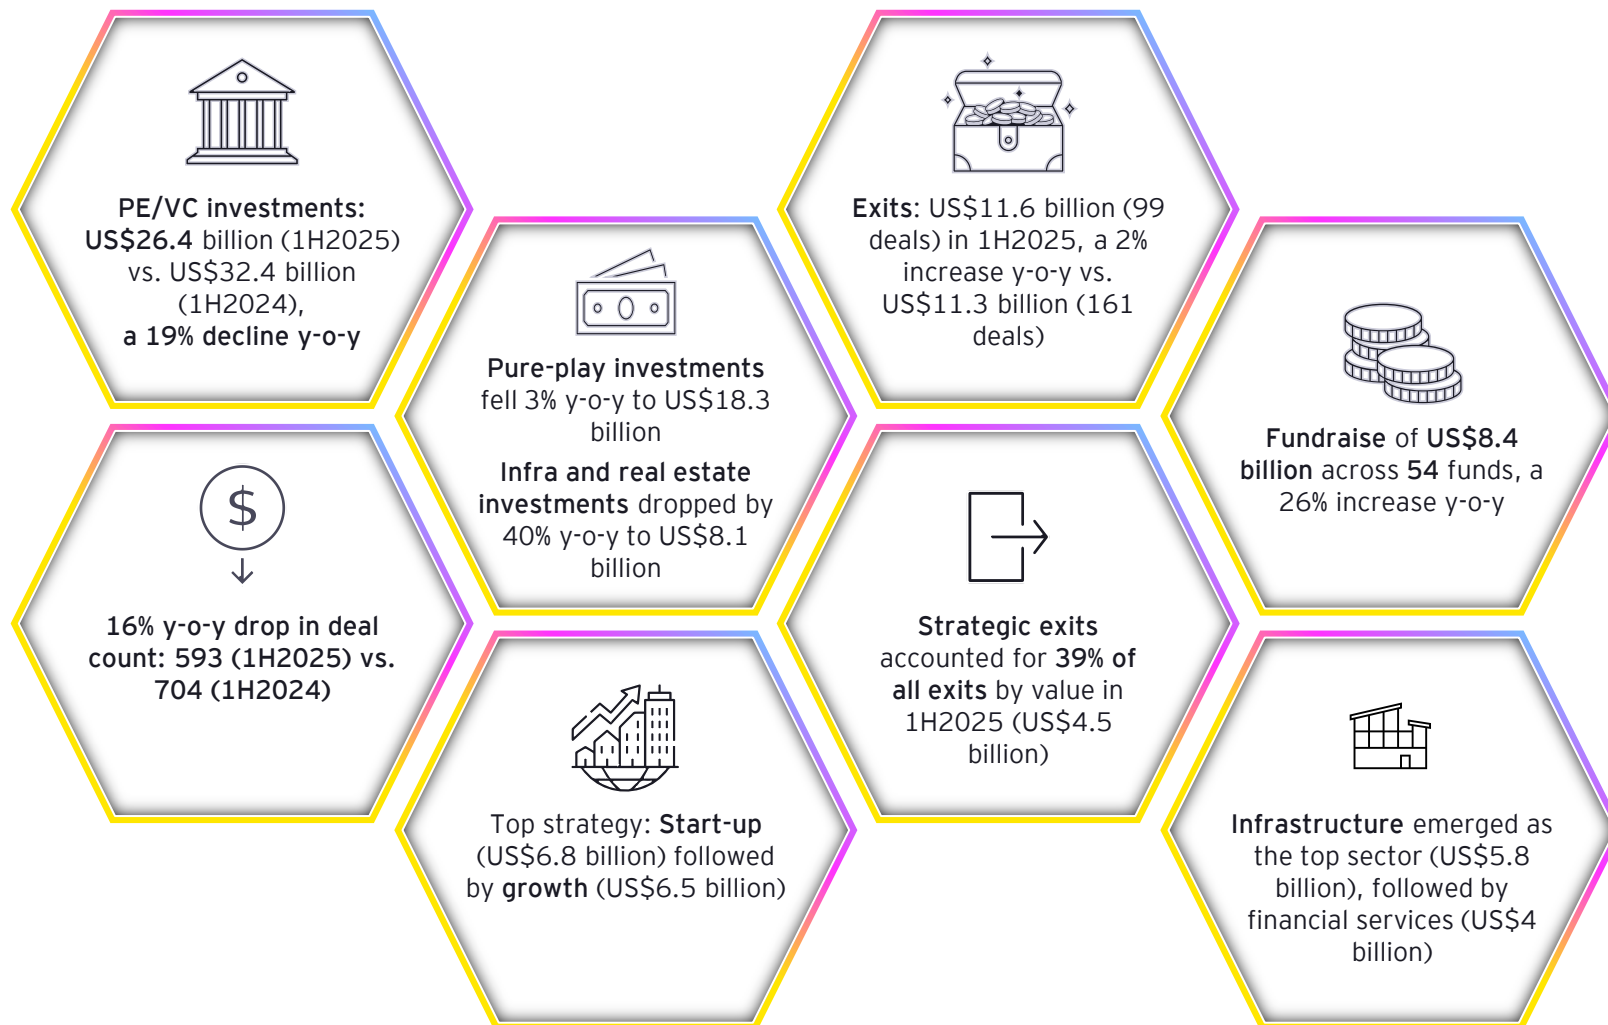 PE/VC investments:
US$26.4 billion (1H2025)
vs. US$32.4 billion
(1H2024),
a 19% decline y-o-y
$
16% y-o-y drop in deal
count: 593 (1H2025) vs.
704 (1H2024)
Pure-play investments
fell 3% y-o-y to US$18.3
billion
Infra and real estate
investments dropped by
40% y-o-y to US$8.1
billion
Top strategy: Start-up
(US$6.8 billion) followed
by growth (US$6.5 billion)
Exits: US$11.6 billion (99
deals) in 1H2025, a 2%
increase y-o-y vs.
US$11.3 billion (161
deals)
Strategic exits
accounted for 39% of
all exits by value in
1H2025 (US$4.5
billion)
Fundraise of US$8.4
billion across 54 funds, a
26% increase y-o-y
Infrastructure emerged as
the top sector (US$5.8
billion), followed by
financial services (US$4
billion)